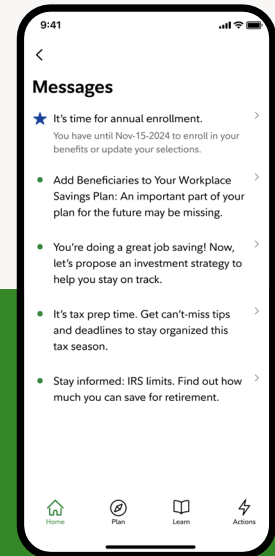 9:41
Messages
It's time for annual enrollment.
You have until Nov-15-2024 to enroll in your
benefits or update your selections.
Add Beneficiaries to Your Workplace
Savings Plan: An important part of your
plan for the future may be missing.
You're doing a great job saving! Now,
let's propose an investment strategy to
help you stay on track.
It's tax prep time. Get can't-miss tips
and deadlines to stay organized this
tax season.
Stay informed: IRS limits. Find out how
much you can save for retirement.
Home Plan Learn Actions